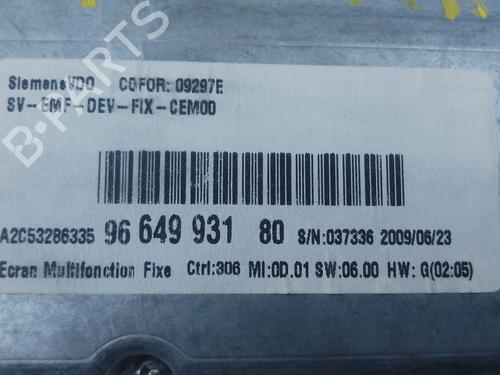 SiemensVDO COFOR: 09297E
SV-EMF-DEV-FIX-CEM00
A2C53286335 96 649 931 80 S/N:037336 2009/06/23
Ecran Multifonction Fixe Ctrl:306 MI:0D.01 SW:06.00 HW: G(02:05)